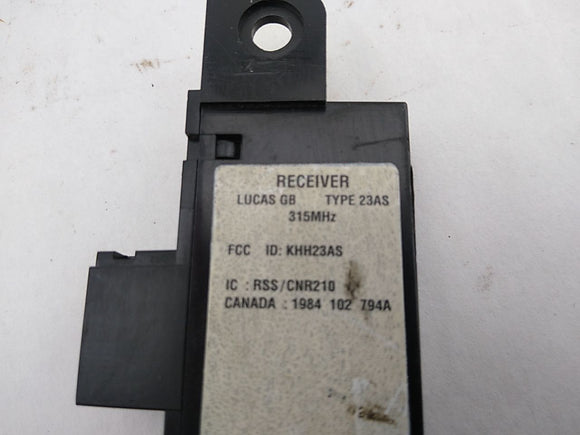 RECEIVER
LUCAS GB TYPE 23AS
315MHz
FCC ID: KHH23AS
IC : RSS/CNR210
CANADA : 1984 102 794A